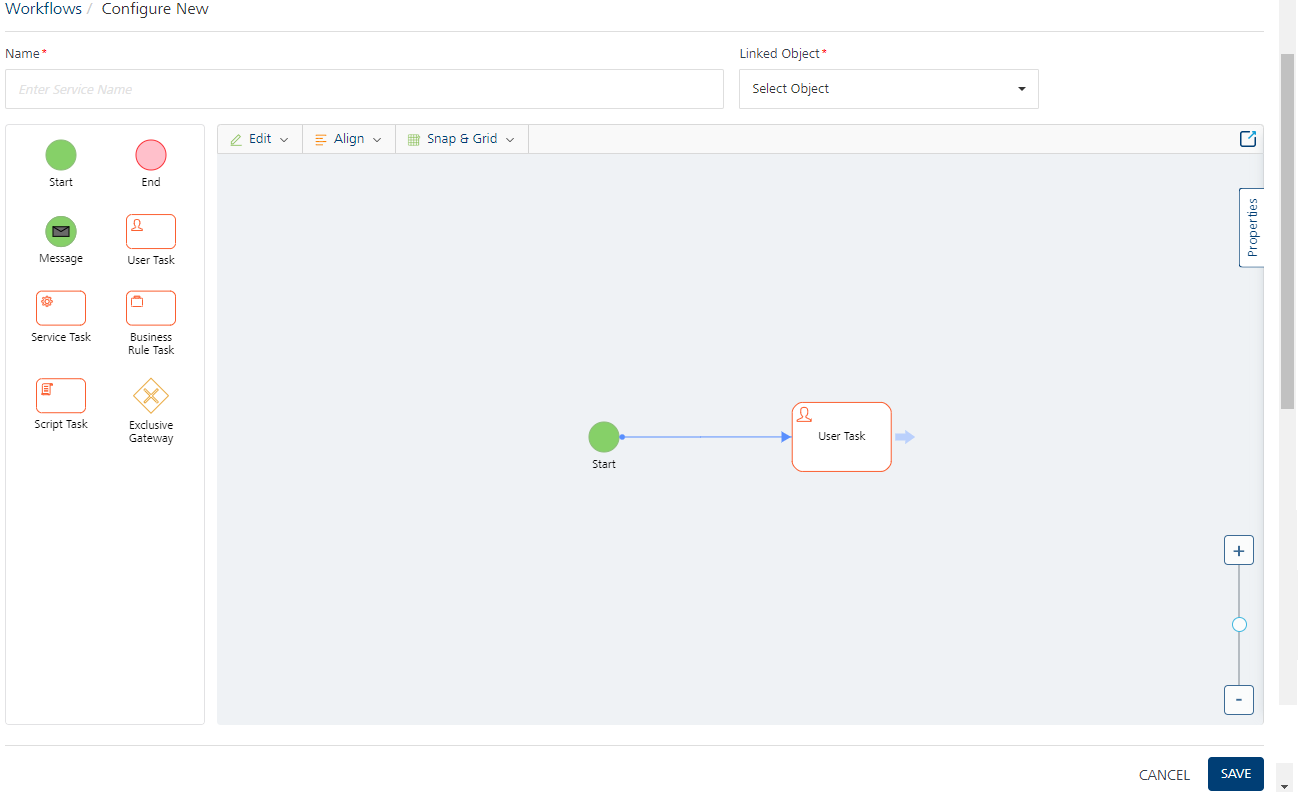 Workflows / Configure New
Name*
Linked Object*
Enter Service Name
Select Object
Edit
Align
Snap & Grid
Start
End
Message
User Task
Service Task
Business
Rule Task
Script Task
Exclusive
Gateway
Properties
User Task
Start
+
-
CANCEL
SAVE